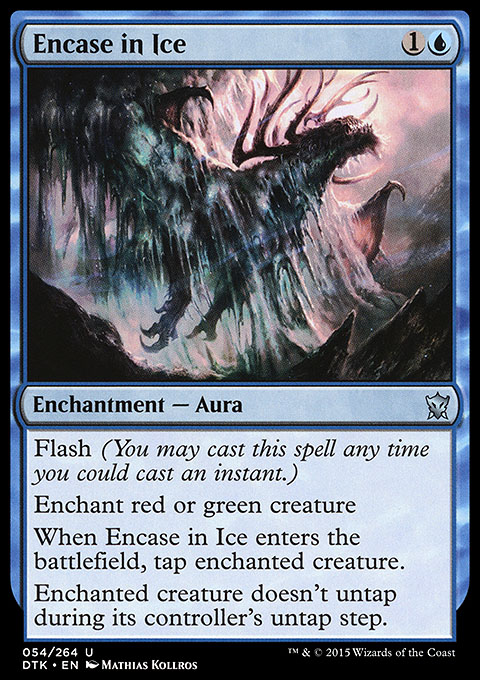 Encase in Ice 1
Enchantment — Aura
Flash (You may cast this spell any time
you could cast an instant.)
Enchant red or green creature
When Encase in Ice enters the
battlefield, tap enchanted creature.
Enchanted creature doesn't untap
during its controller's untap step.
054/264 U
DTK • EN Mathias Kollros
™ & © 2015 Wizards of the Coast